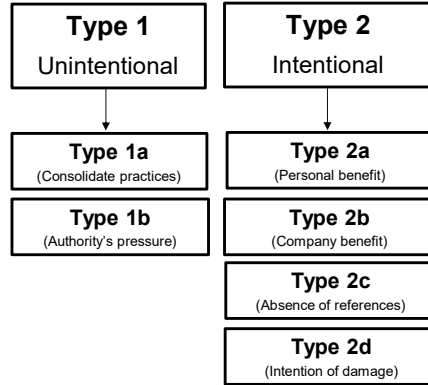 Type 1
Unintentional
Type 2
Intentional
Type 1a
(Consolidate practices)
Type 1b
(Authority's pressure)
Type 2a
(Personal benefit)
Type 2b
(Company benefit)
Type 2c
(Absence of references)
Type 2d
(Intention of damage)